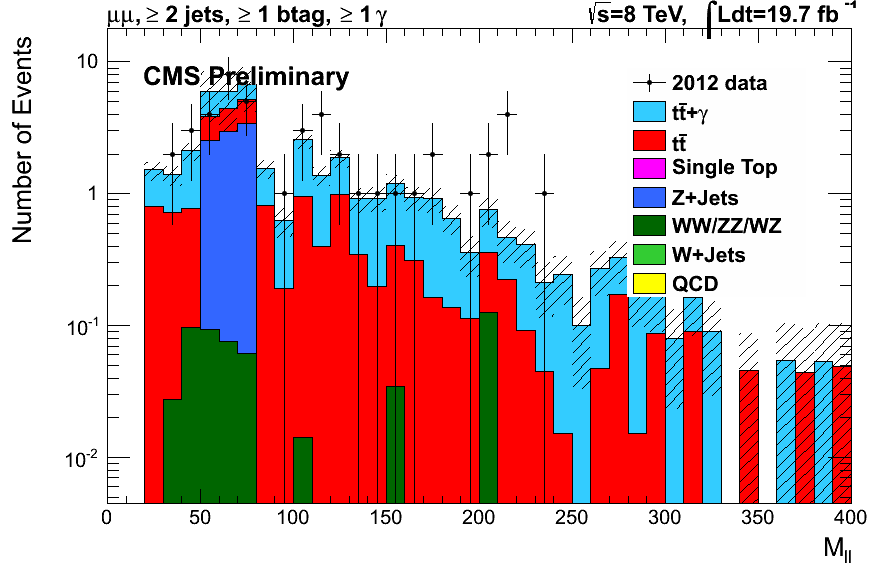 μμ, ≥ 2 jets, ≥ 1 btag, ≥ 1 γ
√s=8 TeV, ∫Ldt=19.7 fb⁻¹
CMS Preliminary
2012 data
tt̄+γ
tt̄
Single Top
Z+Jets
WW/ZZ/WZ
W+Jets
QCD
Number of Events
10
1
10⁻¹
10⁻²
0 50 100 150 200 250 300 350 400
M_ll